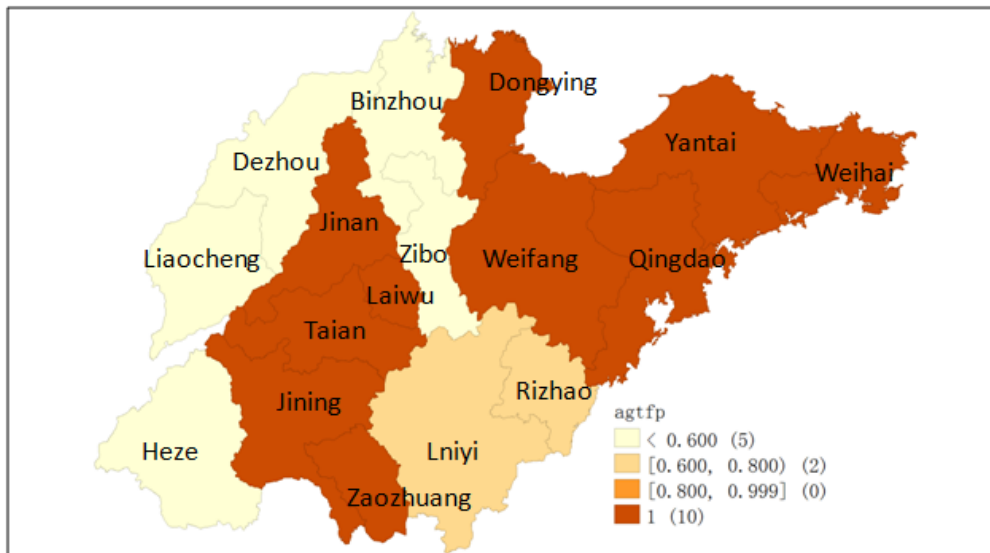 Dongying
Binzhou
Yantai
Dezhou
Weihai
Jinan
Liaocheng
Zibo
Weifang
Qingdao
Laiwu
Taian
Rizhao
Jining
Heze
Lniyi
Zaozhuang
agtfp
< 0.600 (5)
[0.600, 0.800) (2)
[0.800, 0.999] (0)
1 (10)